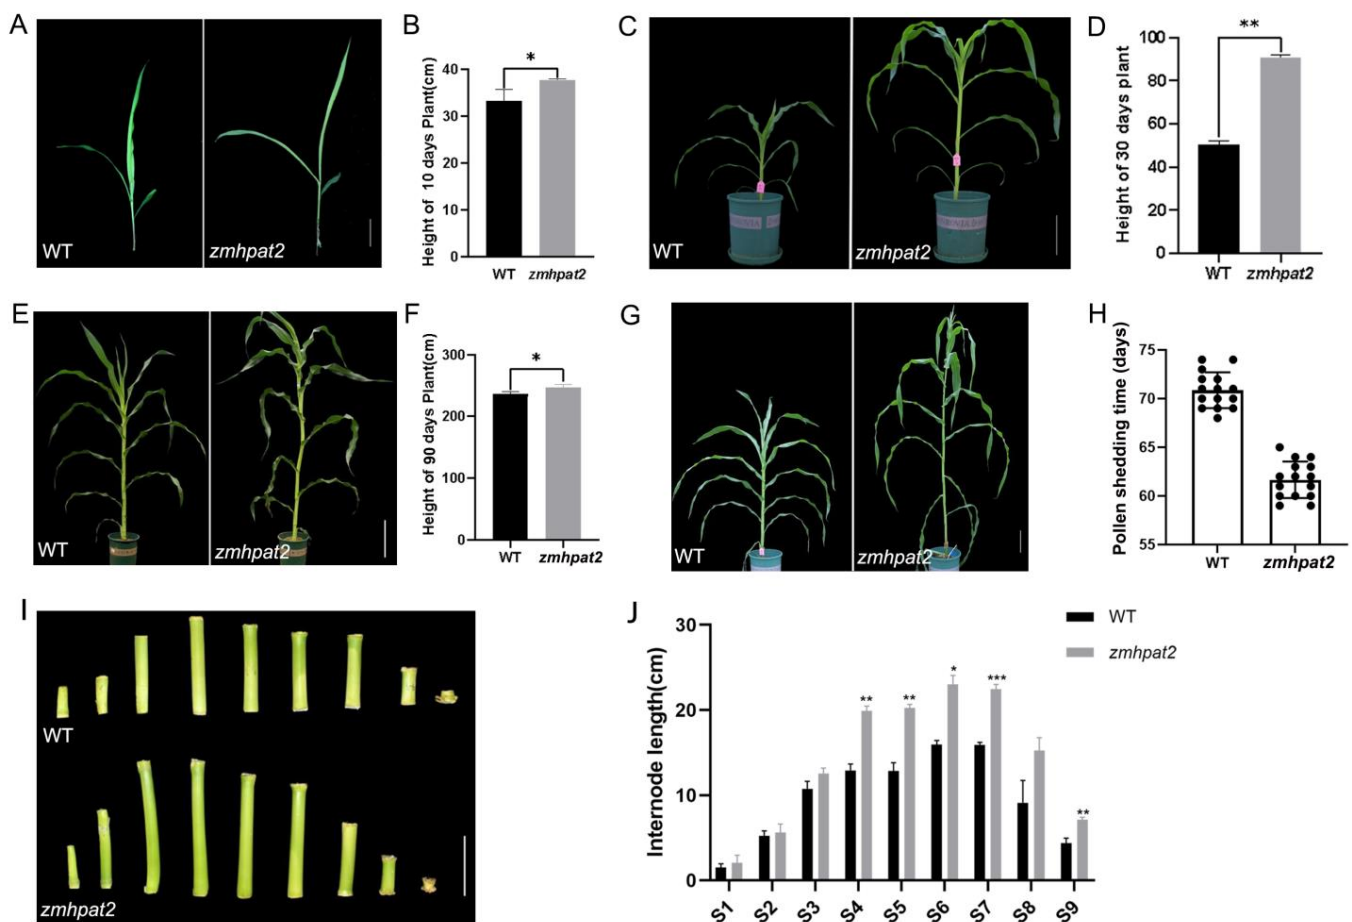 A
WT
zmhpat2
B
Height of 10 days Plant(cm)
40
30
20
10
0
*
WT
zmhpat2
C
WT
zmhpat2
D
Height of 30 days plant
100
80
60
40
20
0
**
WT
zmhpat2
E
WT
zmhpat2
F
Height of 90 days Plant(cm)
300
200
100
0
*
WT
zmhpat2
G
WT
zmhpat2
H
Pollen shedding time (days)
75
70
65
60
55
WT
zmhpat2
I
WT
zmhpat2
J
Internode length(cm)
30
20
10
0
WT
zmhpat2
**
**
*
***
**
S1
S2
S3
S4
S5
S6
S7
S8
S9